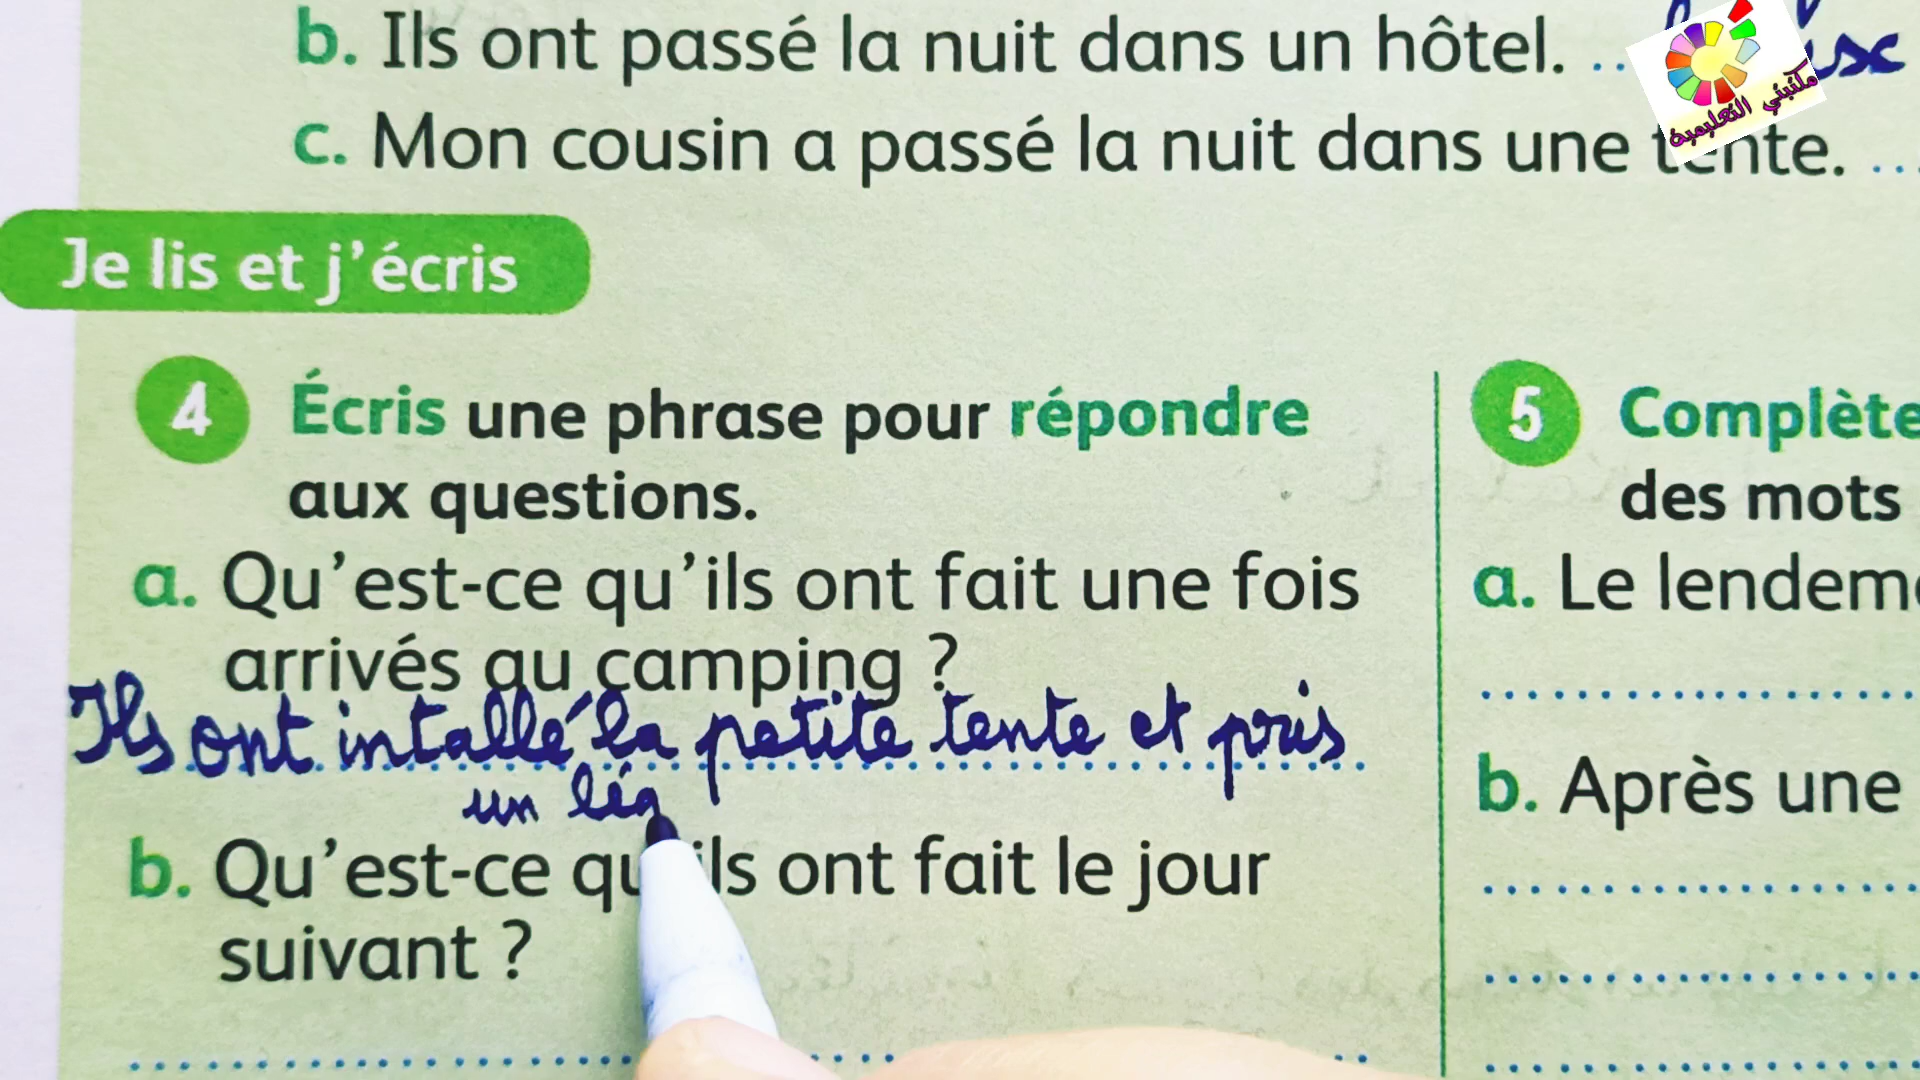 b. Ils ont passé la nuit dans un hôtel. ..
c. Mon cousin a passé la nuit dans une tente. ...
مكتبتي التعليمية
Je lis et j'écris
4 Écris une phrase pour répondre
aux questions.
a. Qu'est-ce qu'ils ont fait une fois
arrivés au camping ?
Ils ont intallé la petite tente et pris
un lég
b. Qu'est-ce qu'ils ont fait le jour
suivant ?
5 Complète
des mots
a. Le lendem
b. Après une